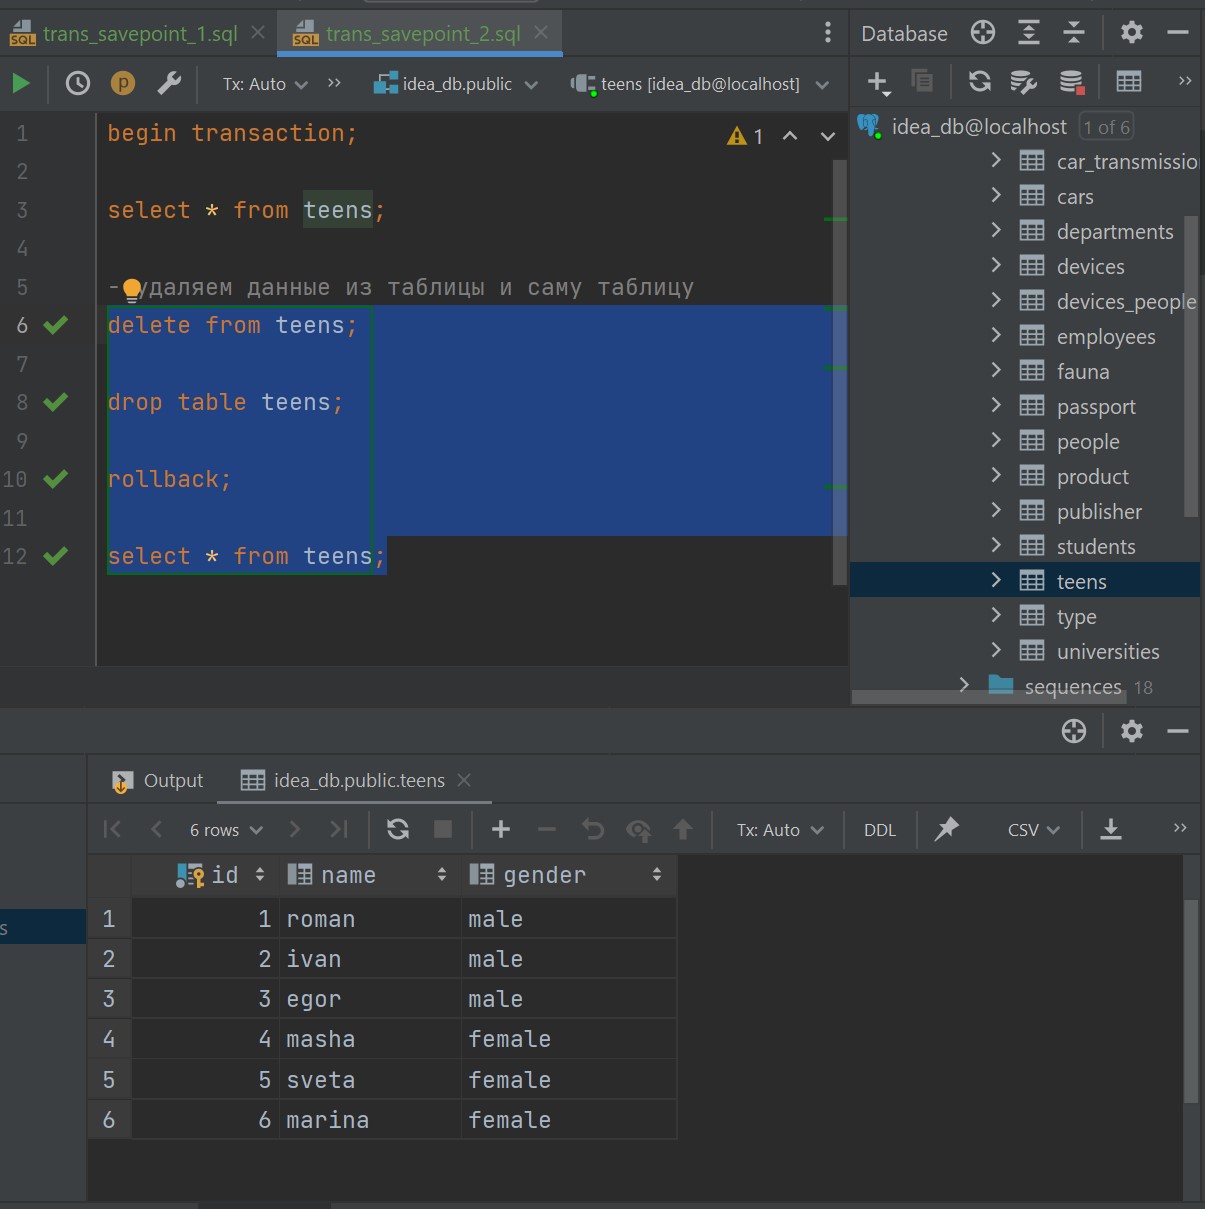 trans_savepoint_1.sql
trans_savepoint_2.sql
Tx: Auto
idea_db.public
teens [idea_db@localhost]
1 begin transaction;
1
2
3 select * from teens;
4
5 - удаляем данные из таблицы и саму таблицу
6 delete from teens;
7
8 drop table teens;
9
10 rollback;
11
12 select * from teens;
Database
idea_db@localhost 1 of 6
car_transmissio
cars
departments
devices
devices_people
employees
fauna
passport
people
product
publisher
students
teens
type
universities
sequences 18
s
Output
idea_db.public.teens
6 rows
Tx: Auto
DDL
CSV
id name gender
1 1 roman male
2 2 ivan male
3 3 egor male
4 4 masha female
5 5 sveta female
6 6 marina female